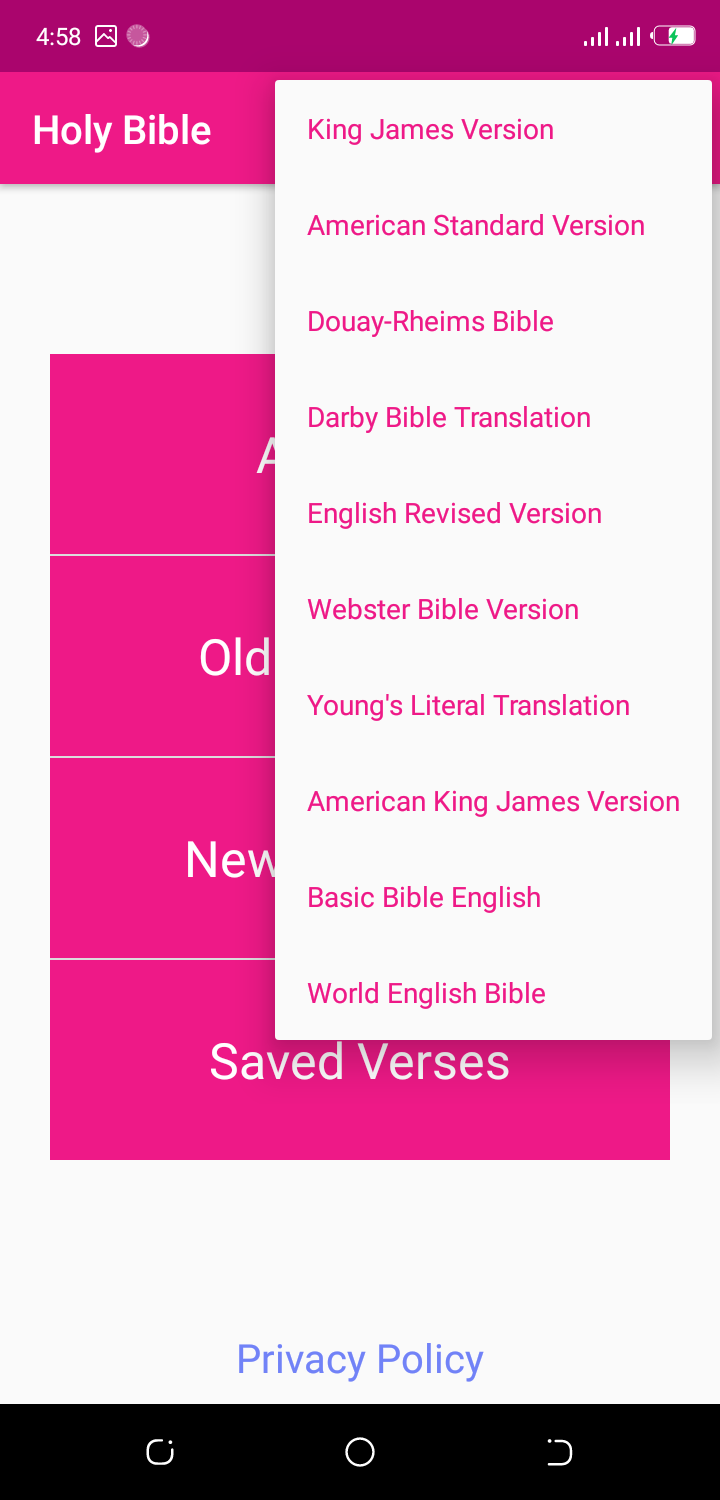 4:58
Holy Bible
King James Version
American Standard Version
Douay-Rheims Bible
Darby Bible Translation
English Revised Version
Webster Bible Version
Young's Literal Translation
American King James Version
Basic Bible English
World English Bible
Old
New
Saved Verses
Privacy Policy